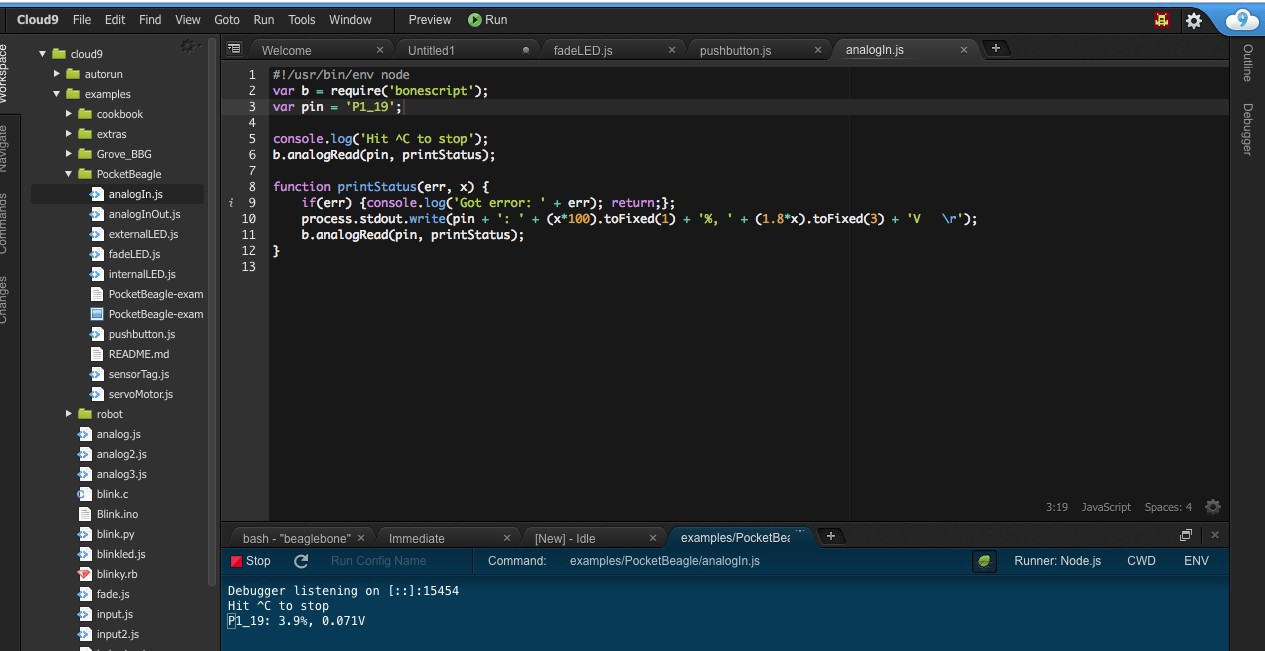 Cloud9 File Edit Find View Goto Run Tools Window Preview Run
Workspace
Navigate
Commands
Changes
cloud9
autorun
examples
cookbook
extras
Grove_BBG
PocketBeagle
analogIn.js
analogInOut.js
externalLED.js
fadeLED.js
internalLED.js
PocketBeagle-exam
PocketBeagle-exam
pushbutton.js
README.md
sensorTag.js
servoMotor.js
robot
analog.js
analog2.js
analog3.js
blink.c
Blink.ino
blink.py
blinkled.js
blinky.rb
fade.js
input.js
input2.js
Welcome Untitled1 fadeLED.js pushbutton.js analogIn.js
1 #!/usr/bin/env node
2 var b = require('bonescript');
3 var pin = 'P1_19';
4
5 console.log('Hit ^C to stop');
6 b.analogRead(pin, printStatus);
7
8 function printStatus(err, x) {
9     if(err) {console.log('Got error: ' + err); return;};
10     process.stdout.write(pin + ': ' + (x*100).toFixed(1) + '%, ' + (1.8*x).toFixed(3) + 'V   \r');
11     b.analogRead(pin, printStatus);
12 }
13
3:19 JavaScript Spaces: 4
Outline
Debugger
bash - "beaglebone" Immediate [New] - Idle examples/PocketBea
Stop Run Config Name Command: examples/PocketBeagle/analogIn.js Runner: Node.js CWD ENV
Debugger listening on [::]:15454
Hit ^C to stop
P1_19: 3.9%, 0.071V